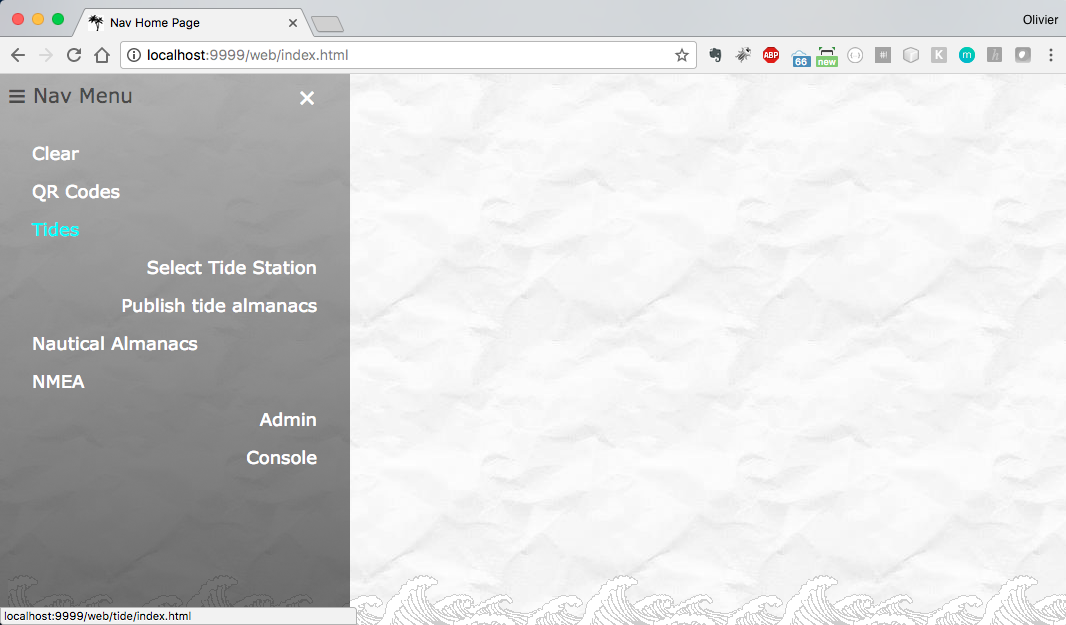 Nav Home Page
Olivier
localhost:9999/web/index.html
ABP
66
new
K
m
h
Nav Menu
Clear
QR Codes
Tides
Select Tide Station
Publish tide almanacs
Nautical Almanacs
NMEA
Admin
Console
localhost:9999/web/tide/index.html